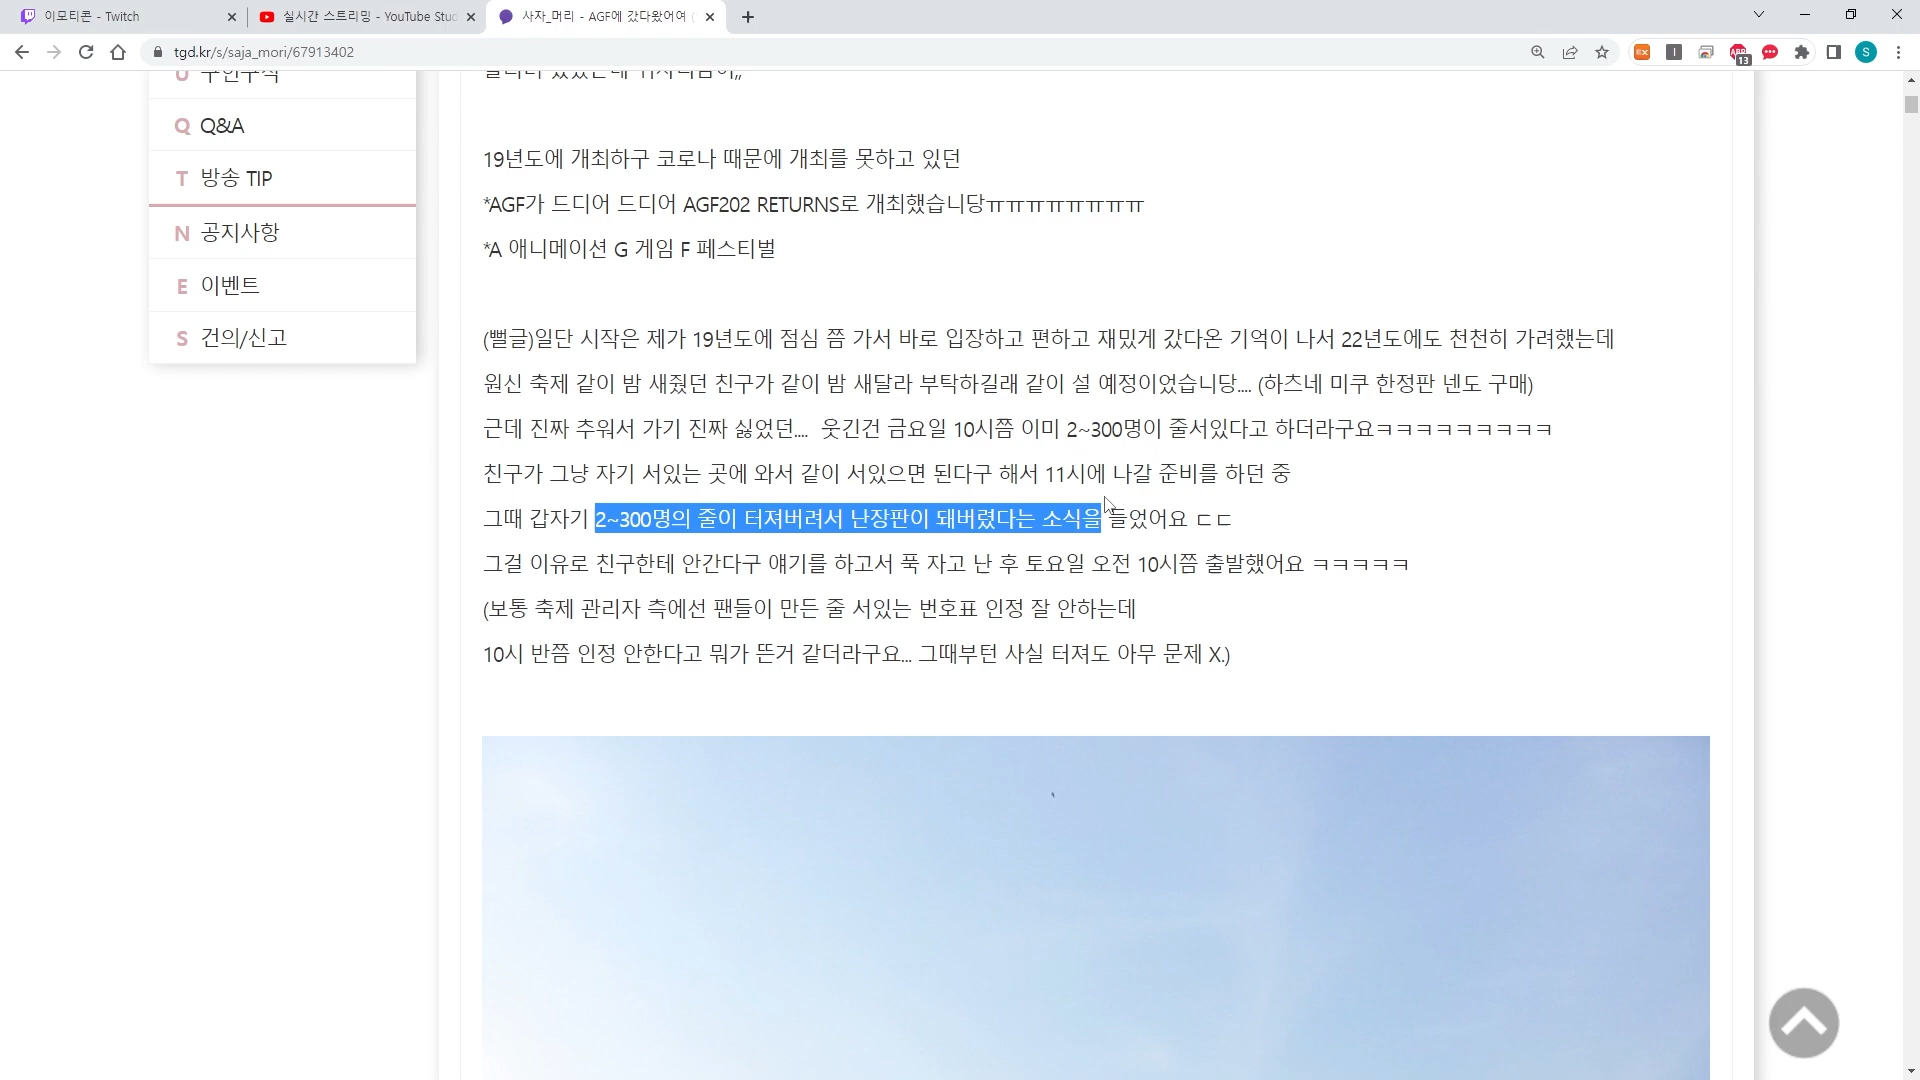 이모티콘 - Twitch
실시간 스트리밍 - YouTube Stud
사자_머리 - AGF에 갔다왔어여 (
tgd.kr/s/saja_mori/67913402
13
S
Q Q&A
T 방송 TIP
N 공지사항
E 이벤트
S 건의/신고
19년도에 개최하구 코로나 때문에 개최를 못하고 있던
*AGF가 드디어 드디어 AGF202 RETURNS로 개최했습니당ㅠㅠㅠㅠㅠㅠㅠㅠ
*A 애니메이션 G 게임 F 페스티벌
(뻘글)일단 시작은 제가 19년도에 점심 쯤 가서 바로 입장하고 편하고 재밌게 갔다온 기억이 나서 22년도에도 천천히 가려했는데
원신 축제 같이 밤 새줬던 친구가 같이 밤 새달라 부탁하길래 같이 설 예정이었습니당.... (하츠네 미쿠 한정판 넨도 구매)
근데 진짜 추워서 가기 진짜 싫었던.... 웃긴건 금요일 10시쯤 이미 2~300명이 줄서있다고 하더라구요ㅋㅋㅋㅋㅋㅋㅋㅋㅋ
친구가 그냥 자기 서있는 곳에 와서 같이 서있으면 된다구 해서 11시에 나갈 준비를 하던 중
그때 갑자기 2~300명의 줄이 터져버려서 난장판이 돼버렸다는 소식을 들었어요 ㄷㄷ
그걸 이유로 친구한테 안간다구 얘기를 하고서 푹 자고 난 후 토요일 오전 10시쯤 출발했어요 ㅋㅋㅋㅋㅋ
(보통 축제 관리자 측에선 팬들이 만든 줄 서있는 번호표 인정 잘 안하는데
10시 반쯤 인정 안한다고 뭐가 뜬거 같더라구요... 그때부턴 사실 터져도 아무 문제 X.)